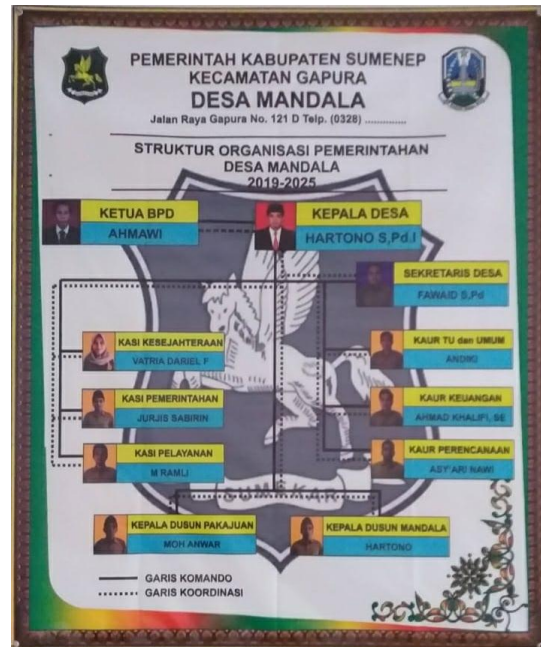 PEMERINTAH KABUPATEN SUMENEP
KECAMATAN GAPURA
DESA MANDALA
Jalan Raya Gapura No. 121 D Telp. (0328) ..............
STRUKTUR ORGANISASI PEMERINTAHAN
DESA MANDALA
2019-2025
KETUA BPD
AHMAWI
KEPALA DESA
HARTONO S,Pd.I
SEKRETARIS DESA
FAWAID S,Pd
KASI KESEJAHTERAAN
VATRIA DARIEL F
KAUR TU dan UMUM
ANDIKI
KASI PEMERINTAHAN
JURJIS SABIRIN
KAUR KEUANGAN
AHMAD KHALIFI, SE
KASI PELAYANAN
M RAMLI
KAUR PERENCANAAN
ASY'ARI NAWI
SUMEKAR
KEPALA DUSUN PAKAJUAN
MOH ANWAR
KEPALA DUSUN MANDALA
HARTONO
GARIS KOMANDO
GARIS KOORDINASI